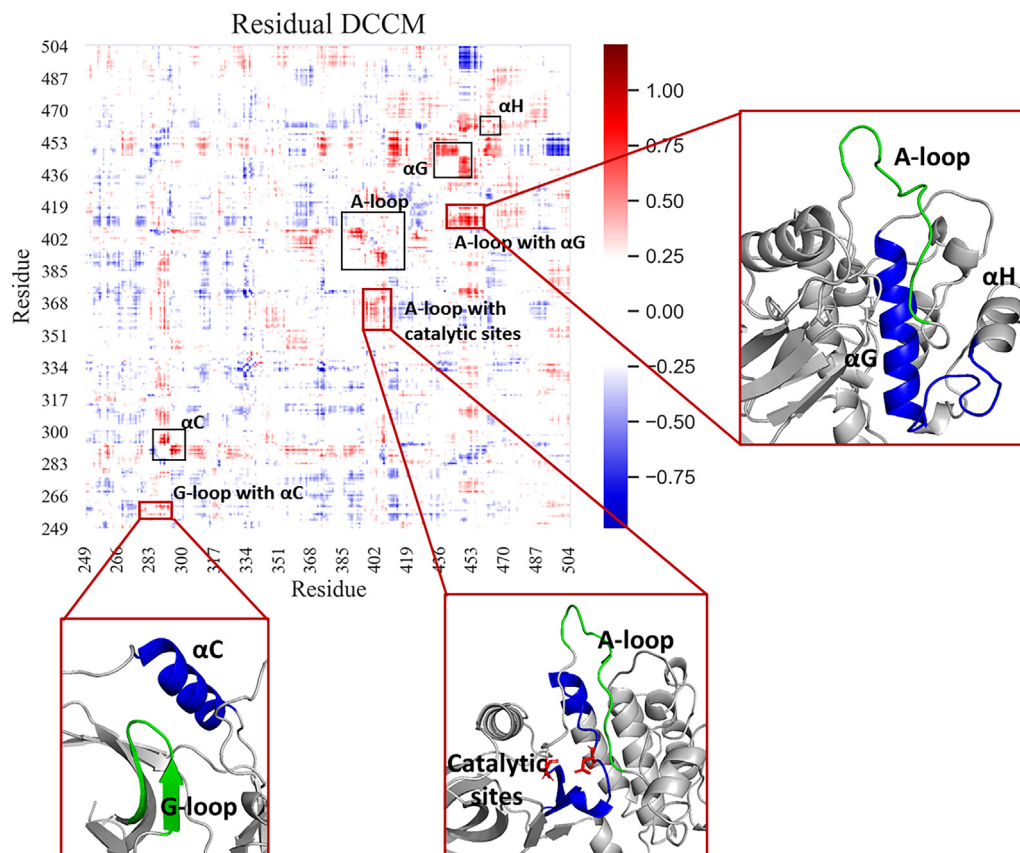 Residual DCCM
504
487
470
453
436
419
402
385
368
351
334
317
300
283
266
249
Residue
αH
αG
A-loop
A-loop with αG
A-loop with
catalytic sites
αC
G-loop with αC
249
266
283
300
317
334
351
368
385
402
419
436
453
470
487
504
Residue
1.00
0.75
0.50
0.25
0.00
−0.25
−0.50
−0.75
A-loop
αH
αG
αC
G-loop
A-loop
Catalytic
sites